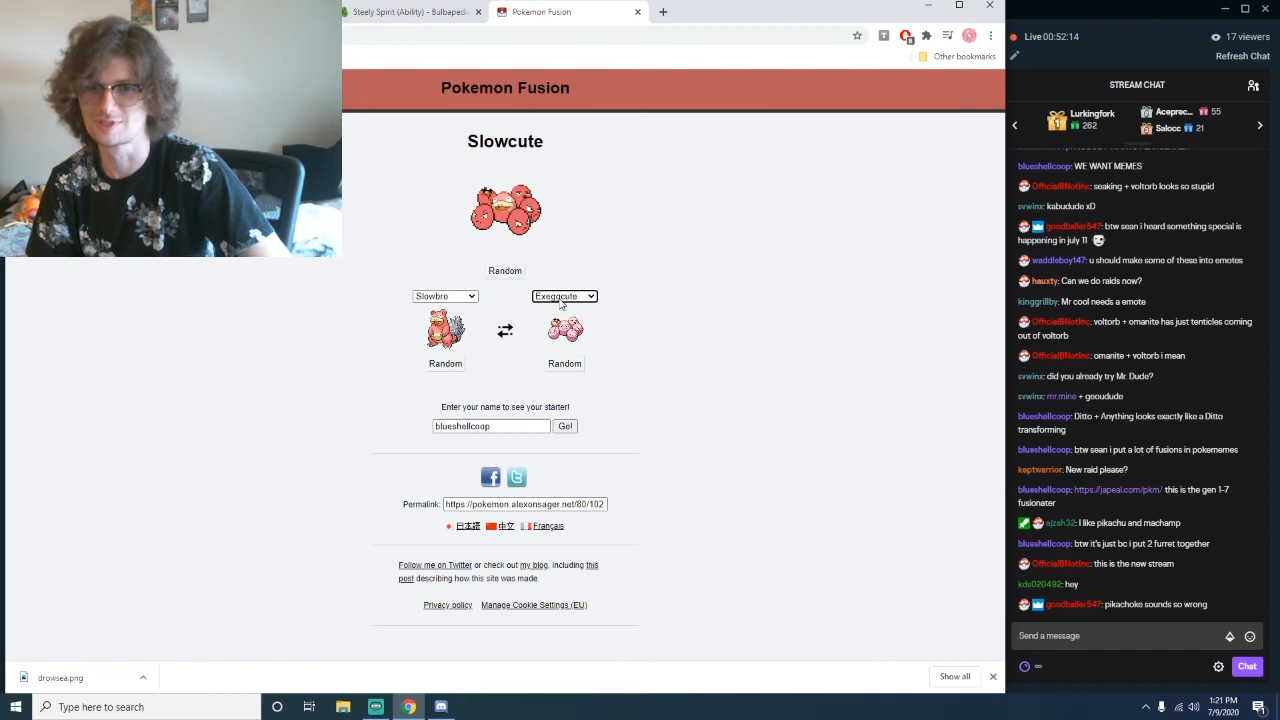 Steely Spirit (Ability) - Bulbaped
Pokemon Fusion
Other bookmarks
Pokemon Fusion
Slowcute
Random
Slowbro
Exeggcute
Random
Random
Enter your name to see your starter!
blueshellcoop
Go!
Permalink:
https://pokemon.alexonsager.net/80/102
日本語
中文
Français
Follow me on Twitter or check out my blog, including this
post describing how this site was made.
Privacy policy
Manage Cookie Settings (EU)
drowsea.png
Show all
Type here to search
1:21 PM
7/9/2020
Live 00:52:14
17 viewers
Refresh Chat
STREAM CHAT
1
Lurkingfork
262
Aceprec...
55
Salocc
21
blueshellcoop: WE WANT MEMES
OfficialBNotInc: seaking + voltorb looks so stupid
svwinx: kabudude xD
goodballer547: btw sean i heard something special is
happening in july 11
waddleboy147: u should make some of these into emotes
hauxty: Can we do raids now?
kinggrillby: Mr cool needs a emote
OfficialBNotInc: voltorb + omanite has just tenticles coming
out of voltorb
OfficialBNotInc: omanite + voltorb i mean
svwinx: did you already try Mr. Dude?
svwinx: mr.mine + geoudude
blueshellcoop: Ditto + Anything looks exactly like a Ditto
transforming
blueshellcoop: btw sean i put a lot of fusions in pokememes
keptwarrior: New raid please?
blueshellcoop: https://japeal.com/pkm/ this is the gen 1-7
fusionater
ajzah32: I like pikachu and machamp
blueshellcoop: btw it's just bc i put 2 furret together
OfficialBNotInc: this is the new stream
kds020492: hey
goodballer547: pikachoke sounds so wrong
Send a message
∞
Chat